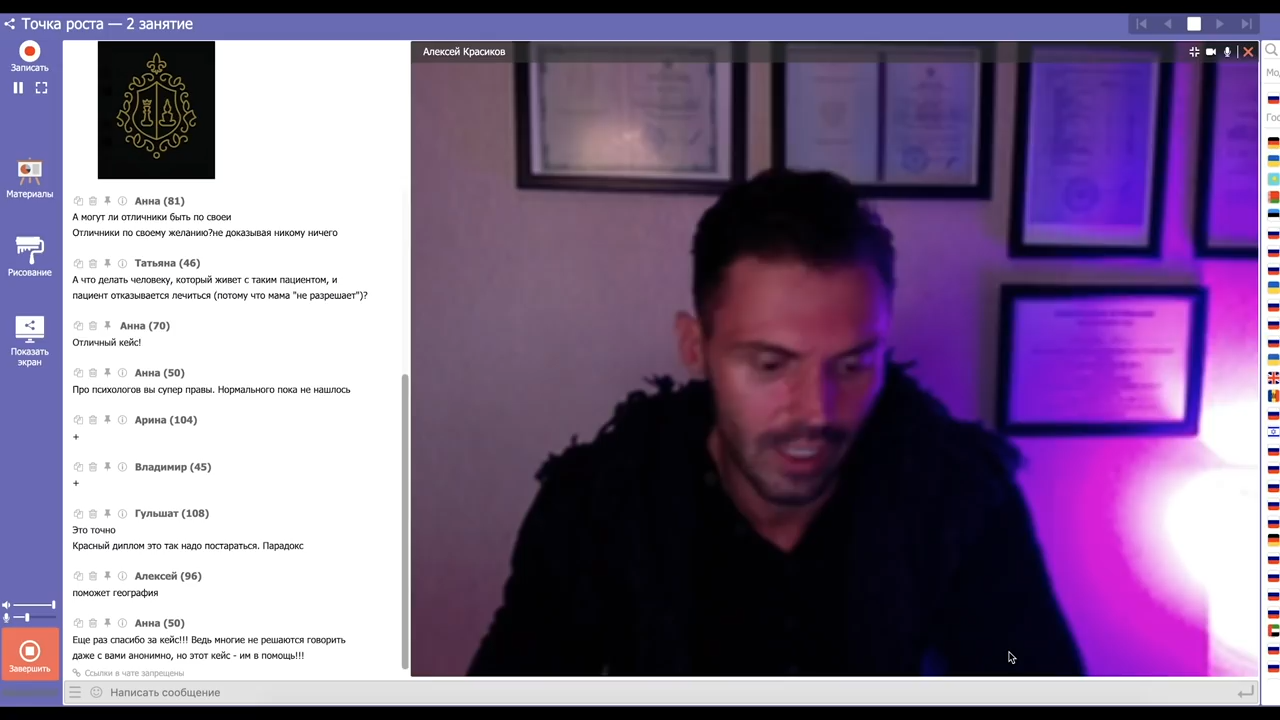 Точка роста — 2 занятие
Записать
Материалы
Рисование
Показать
экран
Завершить
Анна (81)
А могут ли отличники быть по своеи
Отличники по своему желанию?не доказывая никому ничего
Татьяна (46)
А что делать человеку, который живет с таким пациентом, и
пациент отказывается лечиться (потому что мама "не разрешает")?
Анна (70)
Отличный кейс!
Анна (50)
Про психологов вы супер правы. Нормального пока не нашлось
Арина (104)
+
Владимир (45)
+
Гульшат (108)
Это точно
Красный диплом это так надо постараться. Парадокс
Алексей (96)
поможет география
Анна (50)
Еще раз спасибо за кейс!!! Ведь многие не решаются говорить
даже с вами анонимно, но этот кейс - им в помощь!!!
Ссылки в чате запрещены
Написать сообщение
Алексей Красиков
Мо
Гос